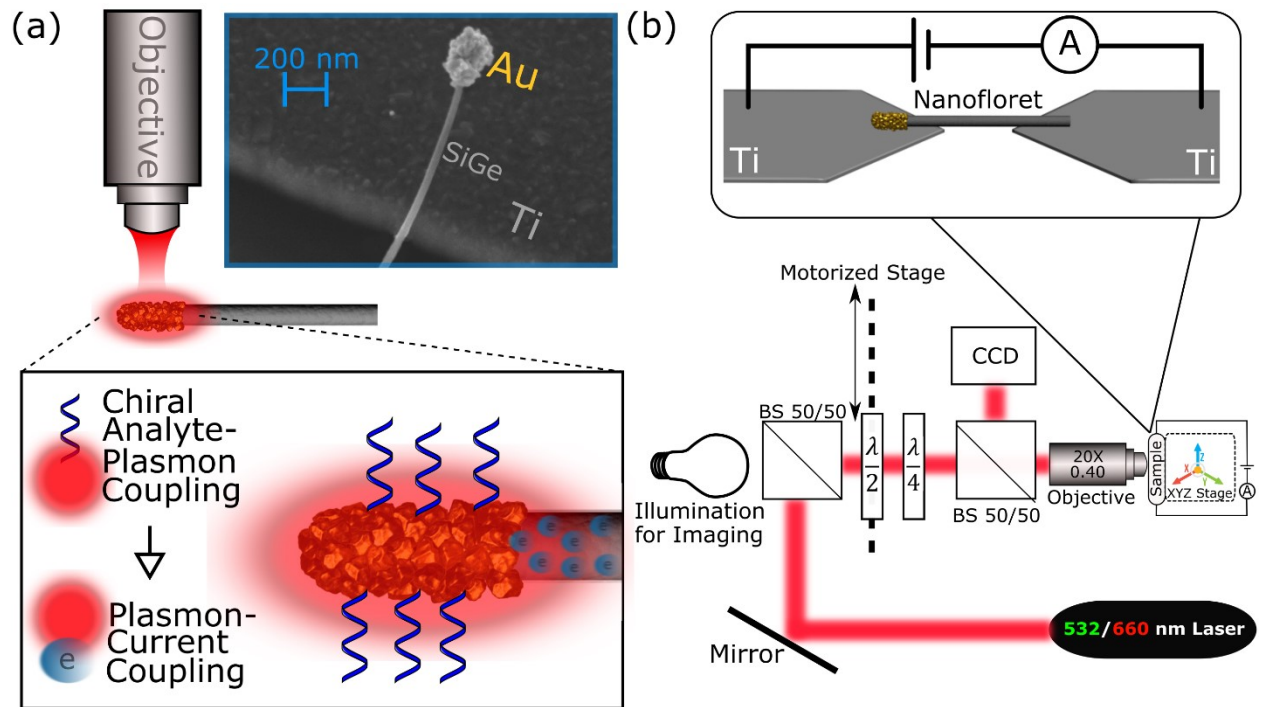 (a)
Objective
200 nm
Au
SiGe
Ti
Chiral
Analyte-
Plasmon
Coupling
Plasmon-
Current
Coupling
e
e
e
e
e
e
e
e
e
(b)
A
Nanofloret
Ti
Ti
Motorized Stage
CCD
BS 50/50
λ
2
λ
4
BS 50/50
20X
0.40
Objective
Sample
Z
X
Y
XYZ Stage
A
Illumination
for Imaging
532/660 nm Laser
Mirror